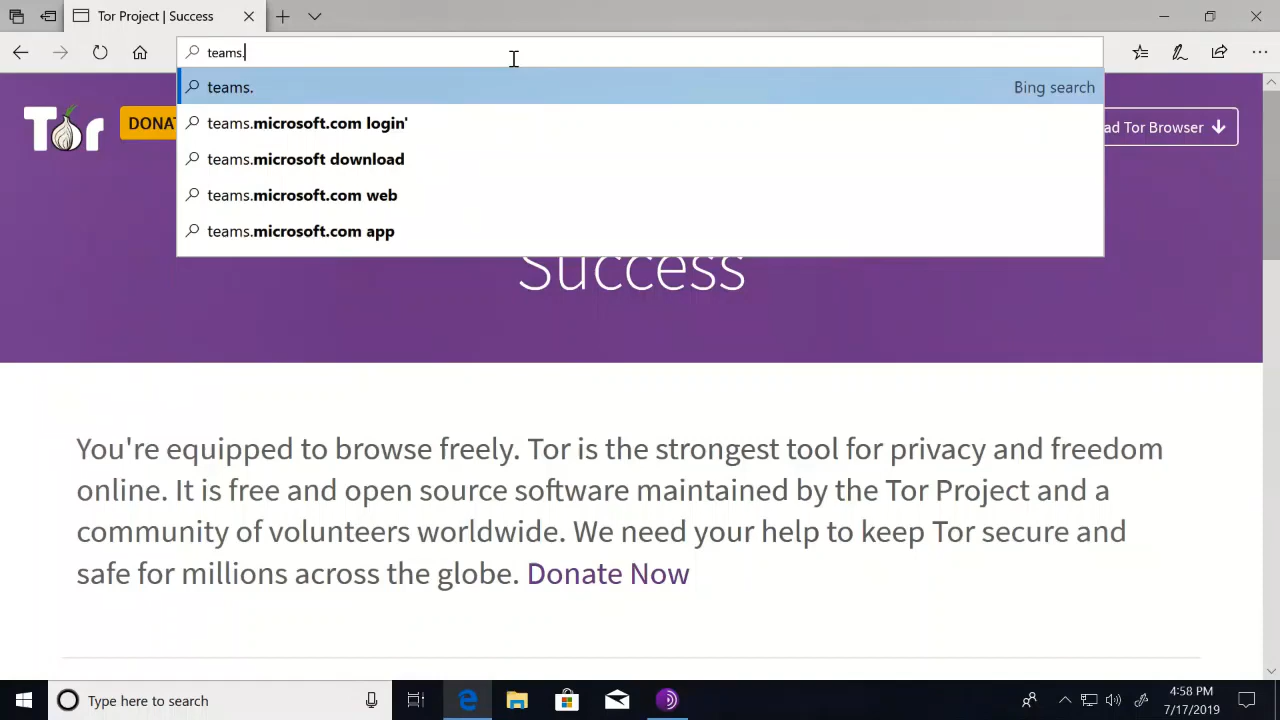 Tor Project | Success
teams.
teams. Bing search
teams.microsoft.com login'
teams.microsoft download
teams.microsoft.com web
teams.microsoft.com app
Tor DONAT ad Tor Browser
Success
You're equipped to browse freely. Tor is the strongest tool for privacy and freedom
online. It is free and open source software maintained by the Tor Project and a
community of volunteers worldwide. We need your help to keep Tor secure and
safe for millions across the globe. Donate Now
Type here to search
4:58 PM
7/17/2019